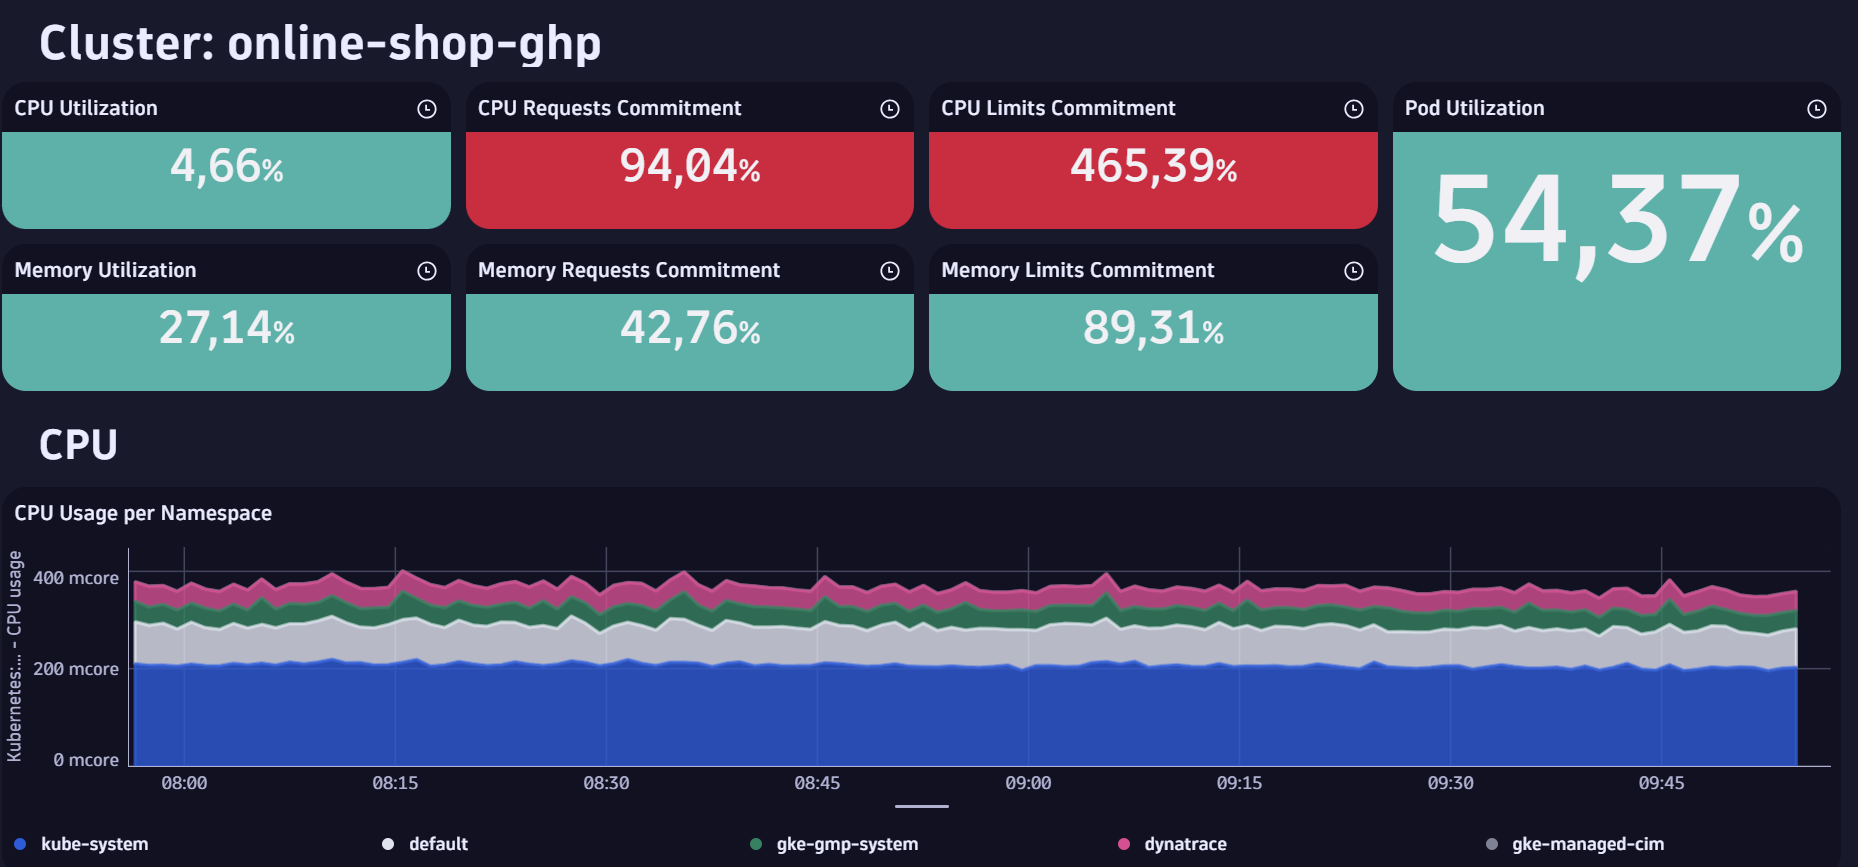 Cluster: online-shop-ghp
CPU Utilization
4,66%
CPU Requests Commitment
94,04%
CPU Limits Commitment
465,39%
Pod Utilization
54,37%
Memory Utilization
27,14%
Memory Requests Commitment
42,76%
Memory Limits Commitment
89,31%
CPU
CPU Usage per Namespace
Kubernetes:... - CPU usage
400 mcore
200 mcore
0 mcore
08:00 08:15 08:30 08:45 09:00 09:15 09:30 09:45
kube-system default gke-gmp-system dynatrace gke-managed-cim